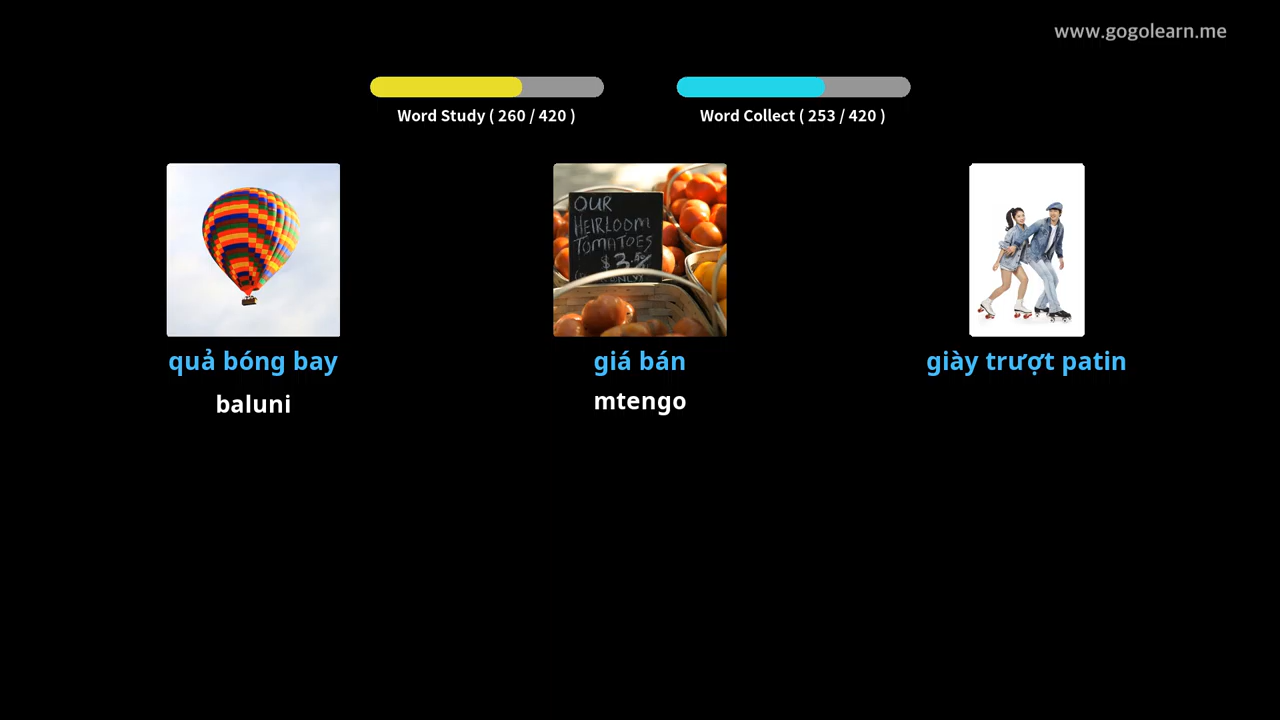 www.gogolearn.me
Word Study ( 260 / 420 )
Word Collect ( 253 / 420 )
OUR
HEIRLOOM
TOMATOES
quả bóng bay
giá bán
giày trượt patin
baluni
mtengo